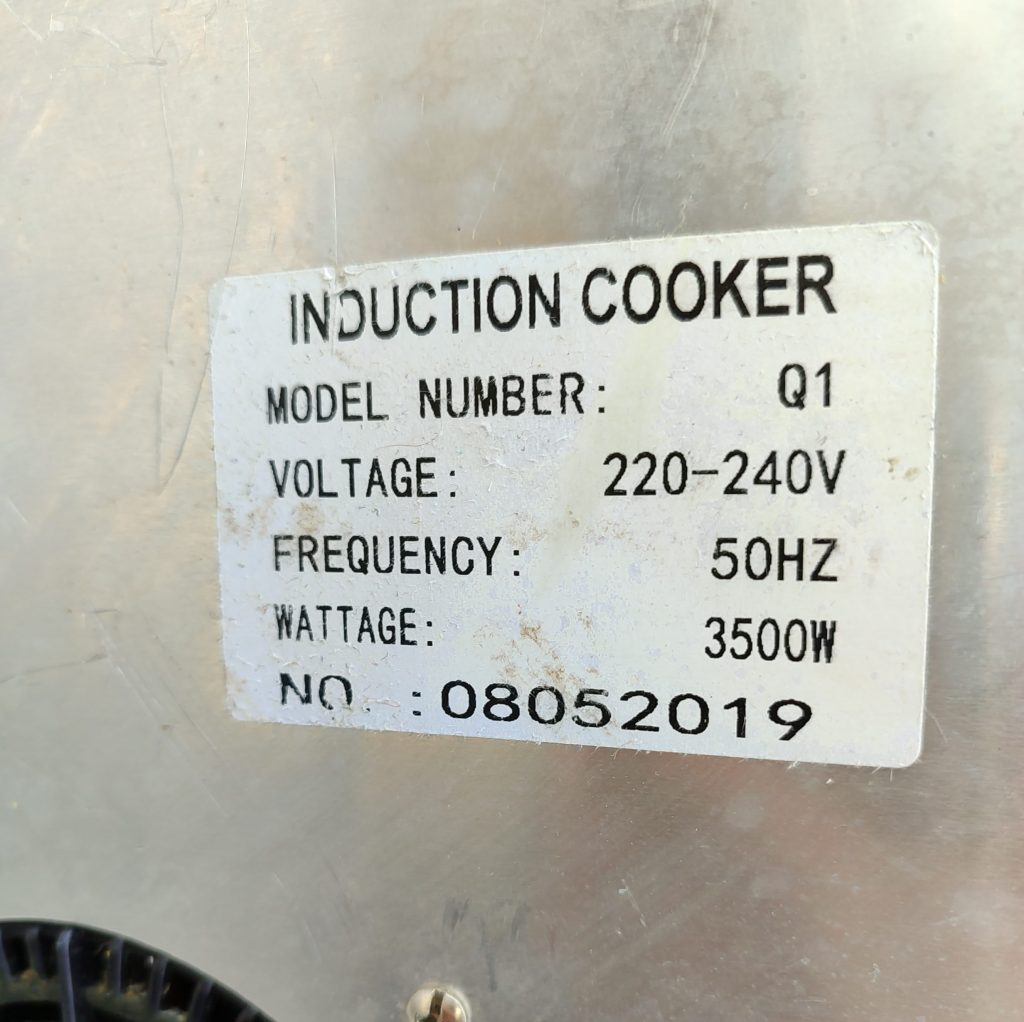 INDUCTION COOKER
MODEL NUMBER: Q1
VOLTAGE: 220-240V
FREQUENCY: 50HZ
WATTAGE: 3500W
NO. :08052019